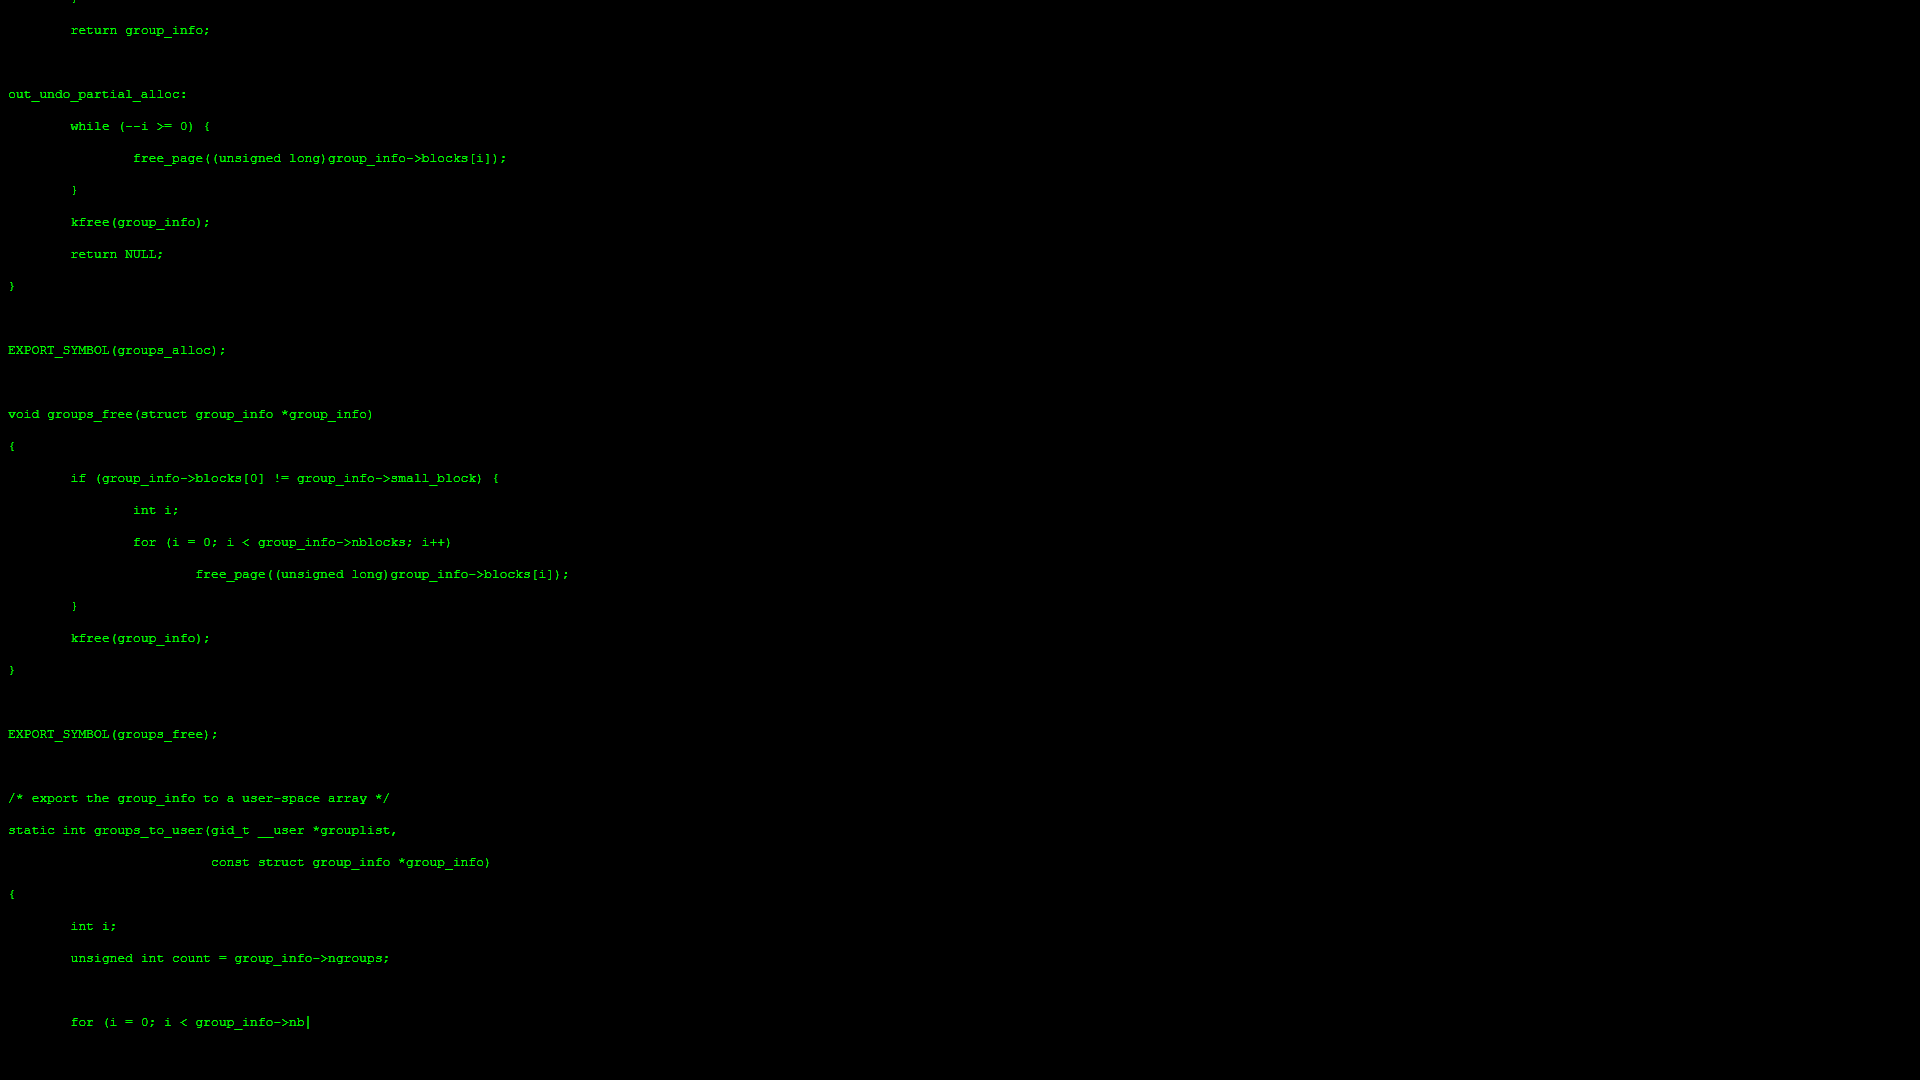 }
return group_info;
out_undo_partial_alloc:
while (--i >= 0) {
free_page((unsigned long)group_info->blocks[i]);
}
kfree(group_info);
return NULL;
}
EXPORT_SYMBOL(groups_alloc);
void groups_free(struct group_info *group_info)
{
if (group_info->blocks[0] != group_info->small_block) {
int i;
for (i = 0; i < group_info->nblocks; i++)
free_page((unsigned long)group_info->blocks[i]);
}
kfree(group_info);
}
EXPORT_SYMBOL(groups_free);
/* export the group_info to a user-space array */
static int groups_to_user(gid_t __user *grouplist,
const struct group_info *group_info)
{
int i;
unsigned int count = group_info->ngroups;
for (i = 0; i < group_info->nb|